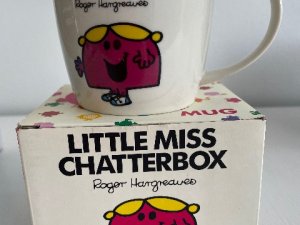 Roger Hargreaves
MUG
LITTLE MISS
CHATTERBOX
Roger Hargreaves